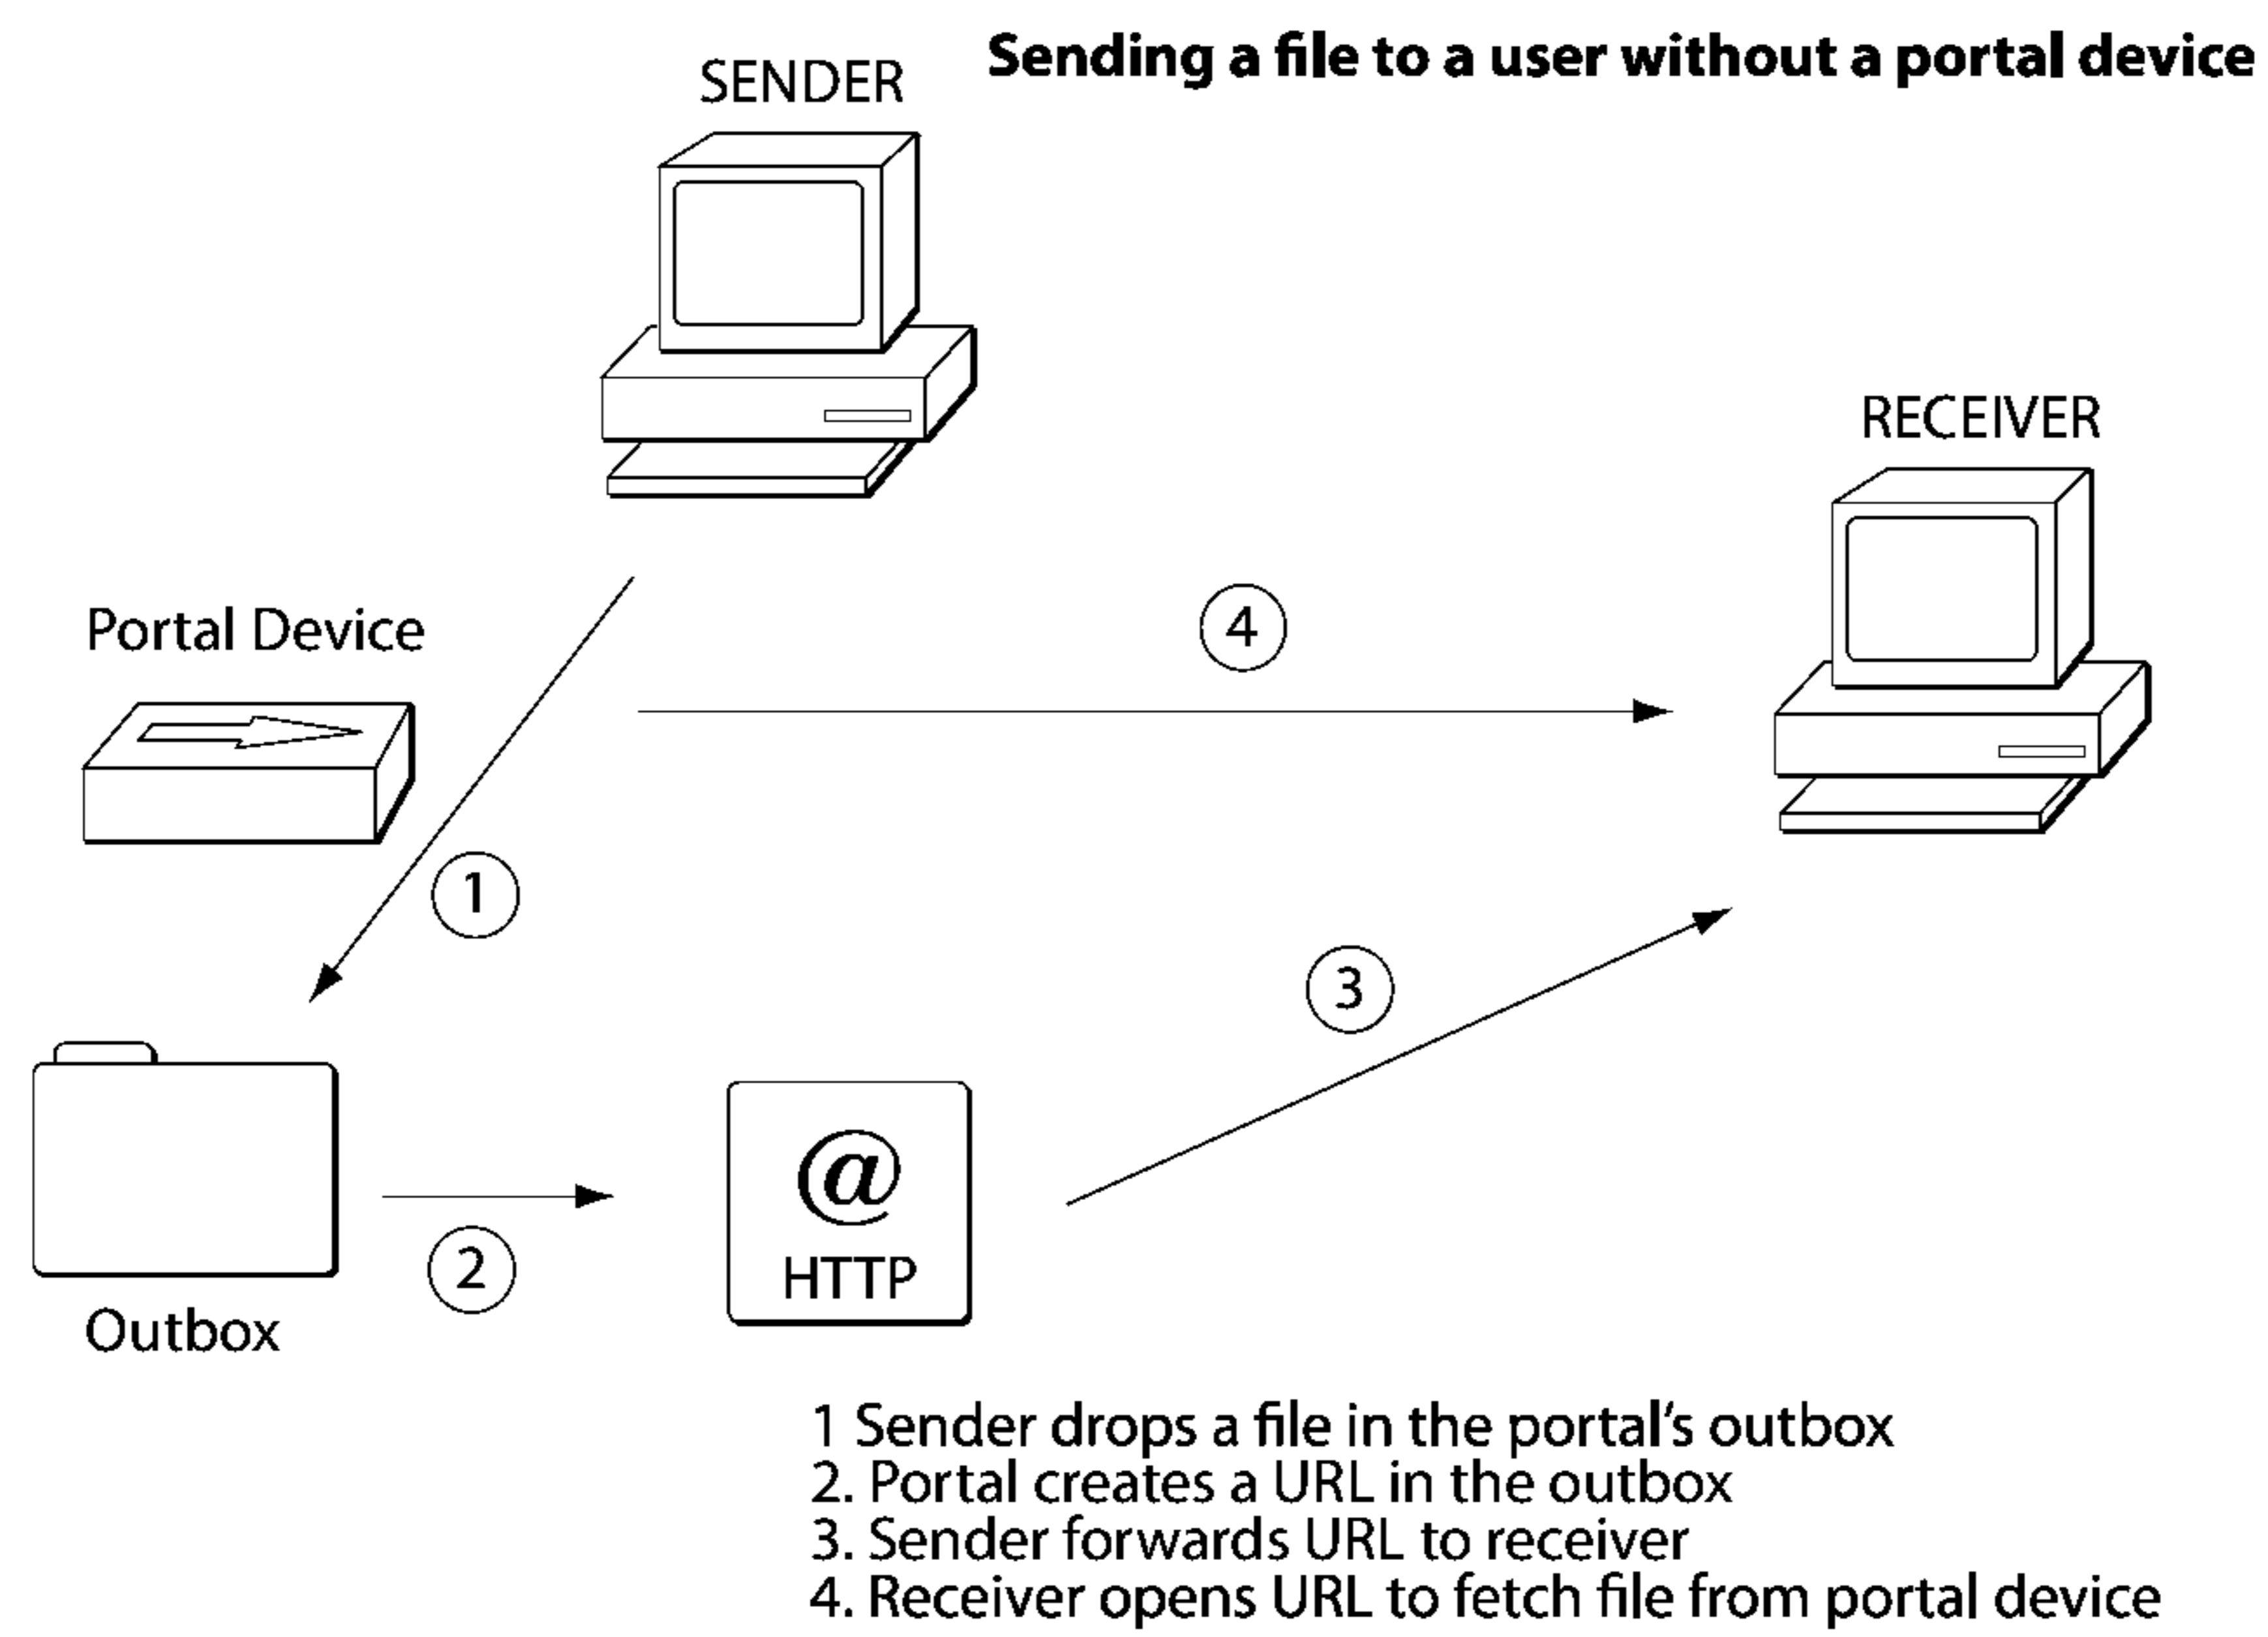 Sending a file to a user without a portal device
SENDER
RECEIVER
Portal Device
4
1
3
2
@
HTTP
Outbox
1 Sender drops a file in the portal's outbox
2. Portal creates a URL in the outbox
3. Sender forwards URL to receiver
4. Receiver opens URL to fetch file from portal device